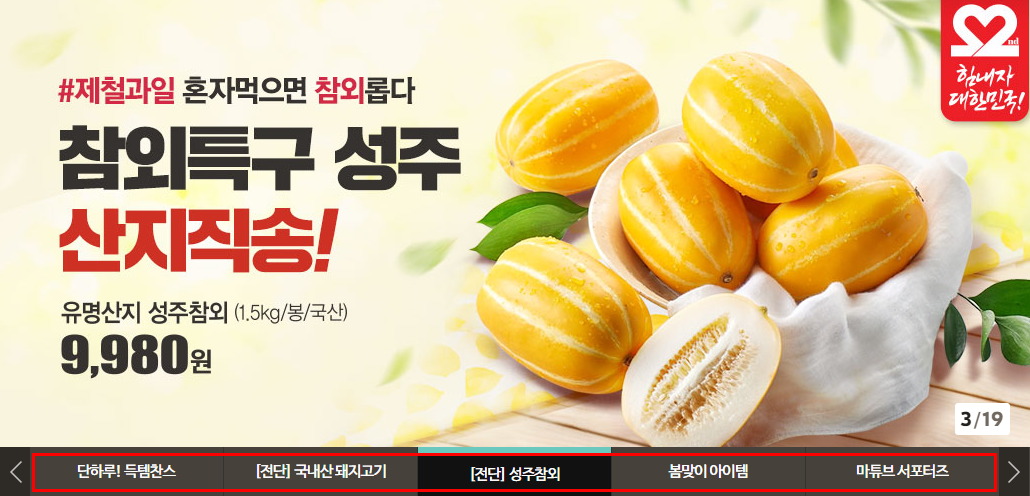 nd
힘내자
대한민국!
#제철과일 혼자먹으면 참외롭다
참외특구 성주
산지직송!
유명산지 성주참외 (1.5kg/봉/국산)
9,980원
3/19
단하루! 득템찬스 [전단] 국내산 돼지고기 [전단] 성주참외 봄맞이 아이템 마튜브 서포터즈